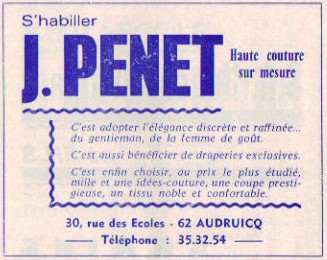 S'habiller
J. PENET
Haute couture
sur mesure
C'est adopter l'élégance discrète et raffinée...
du gentleman, de la femme de goût.
C'est aussi bénéficier de draperies exclusives.
C'est enfin choisir, au prix le plus étudié,
mille et une idées-couture, une coupe presti-
gieuse, un tissu noble et confortable.
30, rue des Ecoles - 62 AUDRUICQ
Téléphone : 35.32.54